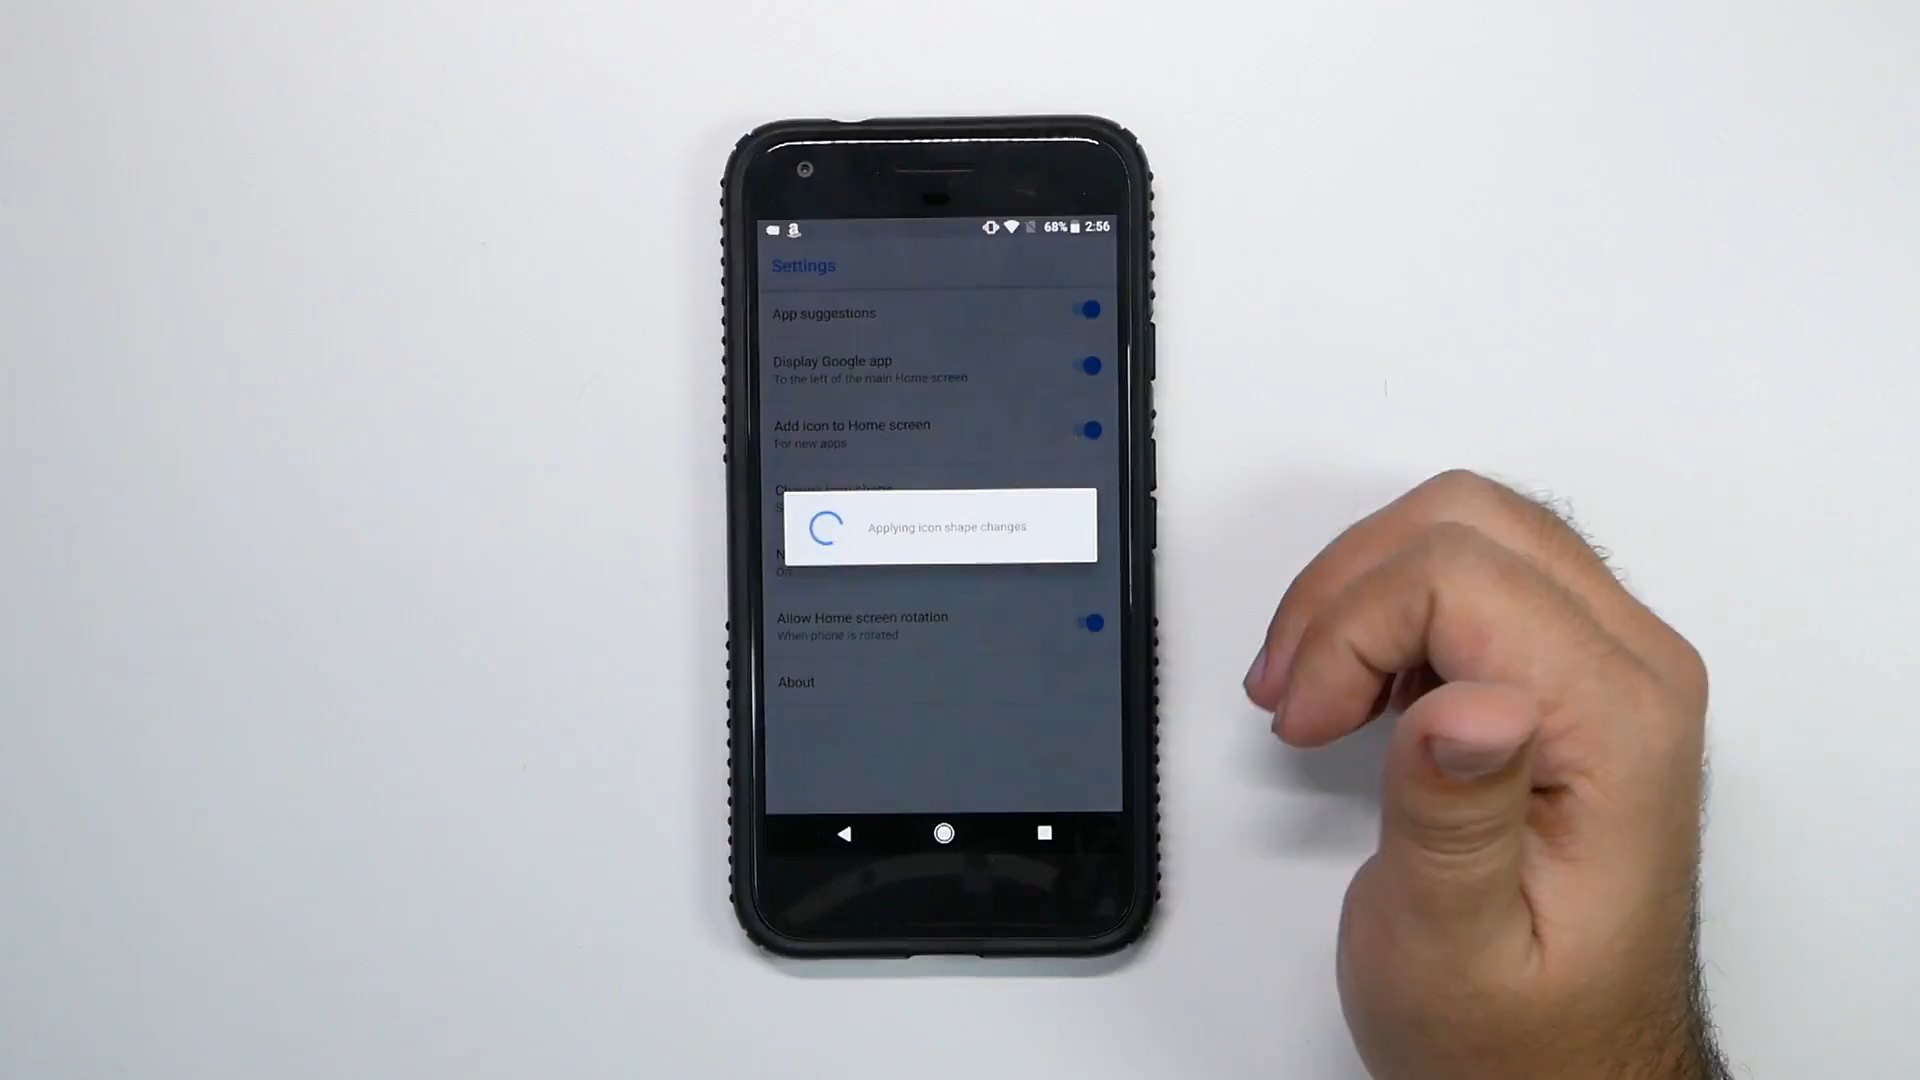 68% 2:56
Settings
App suggestions
Display Google app
To the left of the main Home screen
Add icon to Home screen
For new apps
Applying icon shape changes
Allow Home screen rotation
When phone is rotated
About